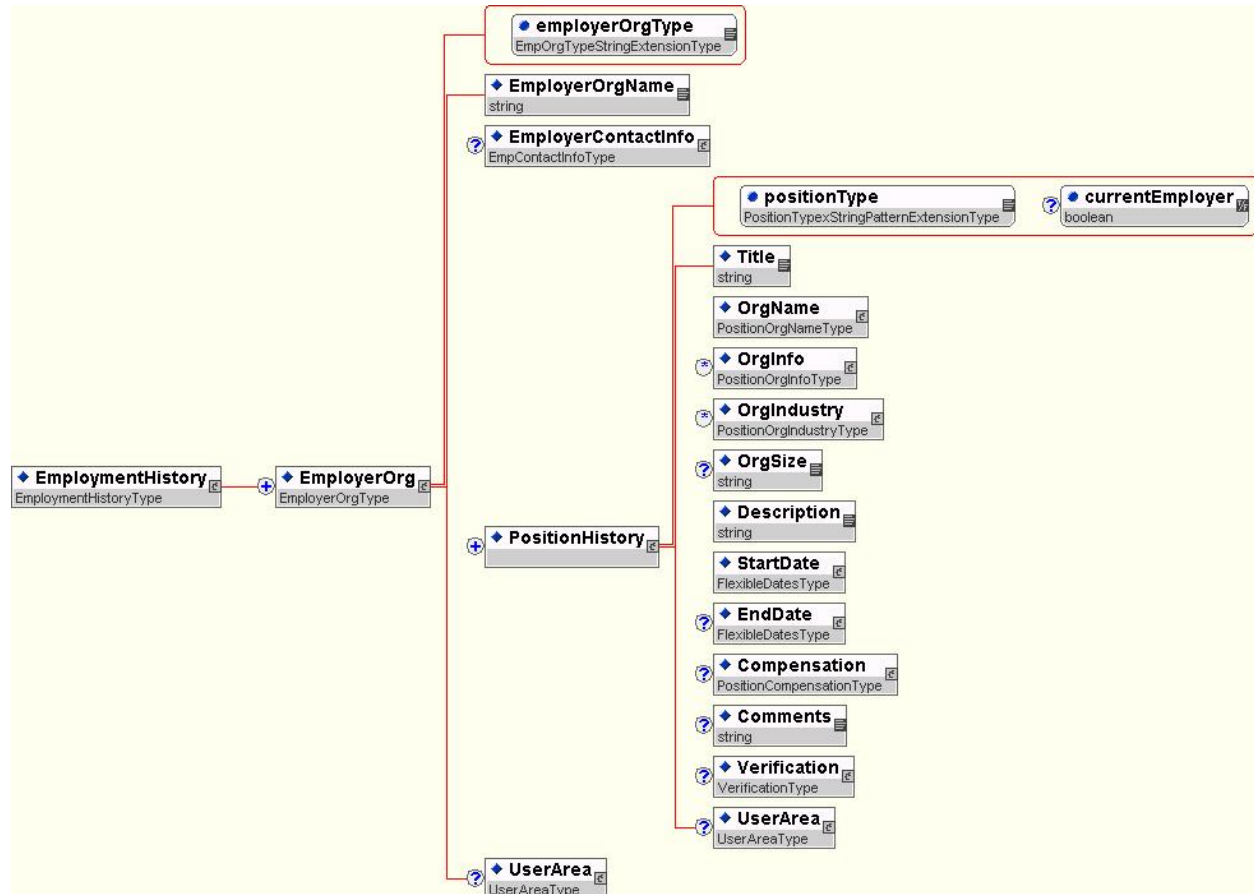 employerOrgType
EmpOrgTypeStringExtensionType
EmployerOrgName
string
? EmployerContactInfo
EmpContactInfoType
positionType
PositionTypexStringPatternExtensionType
? currentEmployer
boolean
Title
string
OrgName
PositionOrgNameType
* OrgInfo
PositionOrgInfoType
* OrgIndustry
PositionOrgIndustryType
EmploymentHistory
EmploymentHistoryType
+ EmployerOrg
EmployerOrgType
? OrgSize
string
+ PositionHistory
Description
string
StartDate
FlexibleDatesType
? EndDate
FlexibleDatesType
? Compensation
PositionCompensationType
? Comments
string
? Verification
VerificationType
? UserArea
UserAreaType
? UserArea
UserAreaType